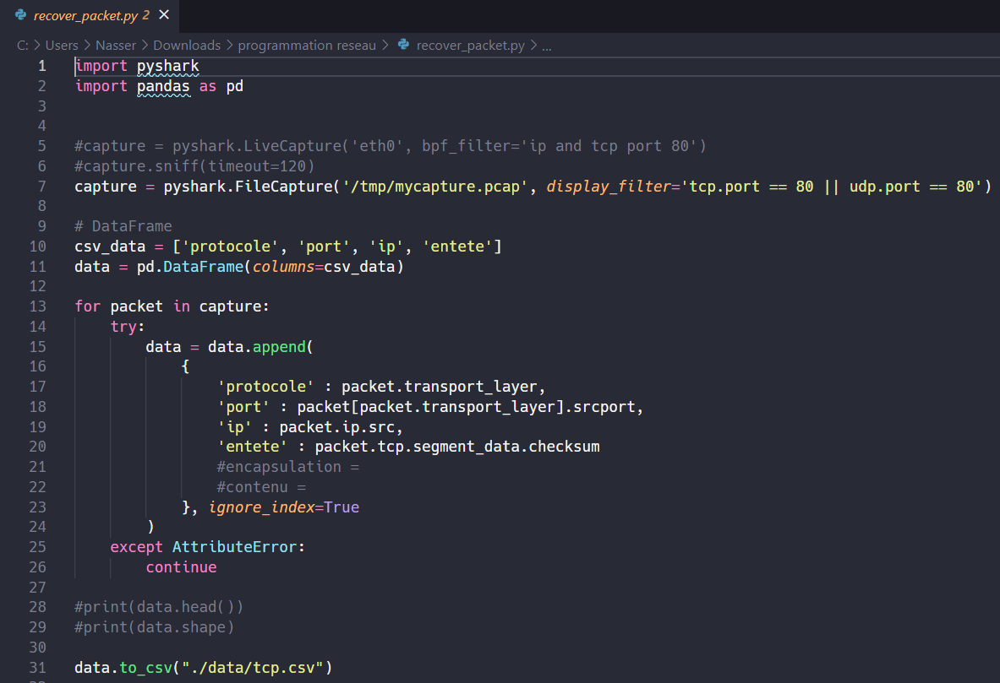 recover_packet.py 2 ×
C: > Users > Nasser > Downloads > programmation reseau > recover_packet.py > ...
1 import pyshark
2 import pandas as pd
3
4
5 #capture = pyshark.LiveCapture('eth0', bpf_filter='ip and tcp port 80')
6 #capture.sniff(timeout=120)
7 capture = pyshark.FileCapture('/tmp/mycapture.pcap', display_filter='tcp.port == 80 || udp.port == 80')
8
9 # DataFrame
10 csv_data = ['protocole', 'port', 'ip', 'entete']
11 data = pd.DataFrame(columns=csv_data)
12
13 for packet in capture:
14     try:
15         data = data.append(
16             {
17                 'protocole' : packet.transport_layer,
18                 'port' : packet[packet.transport_layer].srcport,
19                 'ip' : packet.ip.src,
20                 'entete' : packet.tcp.segment_data.checksum
21                 #encapsulation =
22                 #contenu =
23             }, ignore_index=True
24         )
25     except AttributeError:
26         continue
27
28 #print(data.head())
29 #print(data.shape)
30
31 data.to_csv("./data/tcp.csv")